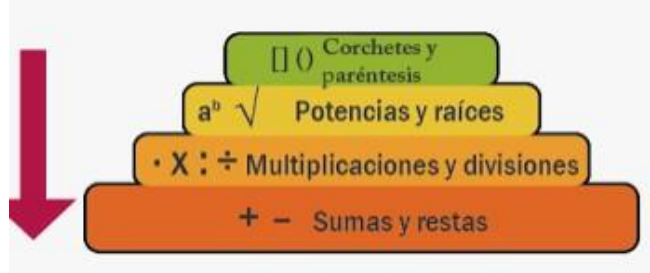 [] () Corchetes y
paréntesis
aᵇ √ Potencias y raíces
· X : ÷ Multiplicaciones y divisiones
+ − Sumas y restas